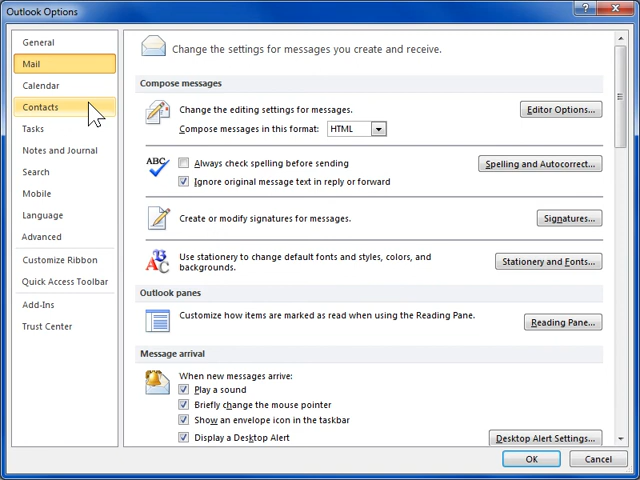 Outlook Options
General
Mail
Calendar
Contacts
Tasks
Notes and Journal
Search
Mobile
Language
Advanced
Customize Ribbon
Quick Access Toolbar
Add-Ins
Trust Center
Change the settings for messages you create and receive.
Compose messages
Change the editing settings for messages.
Editor Options...
Compose messages in this format: HTML
ABC
Always check spelling before sending
Spelling and Autocorrect...
Ignore original message text in reply or forward
Create or modify signatures for messages.
Signatures...
Use stationery to change default fonts and styles, colors, and
backgrounds.
Stationery and Fonts...
Outlook panes
Customize how items are marked as read when using the Reading Pane.
Reading Pane...
Message arrival
When new messages arrive:
Play a sound
Briefly change the mouse pointer
Show an envelope icon in the taskbar
Display a Desktop Alert
Desktop Alert Settings...
OK
Cancel